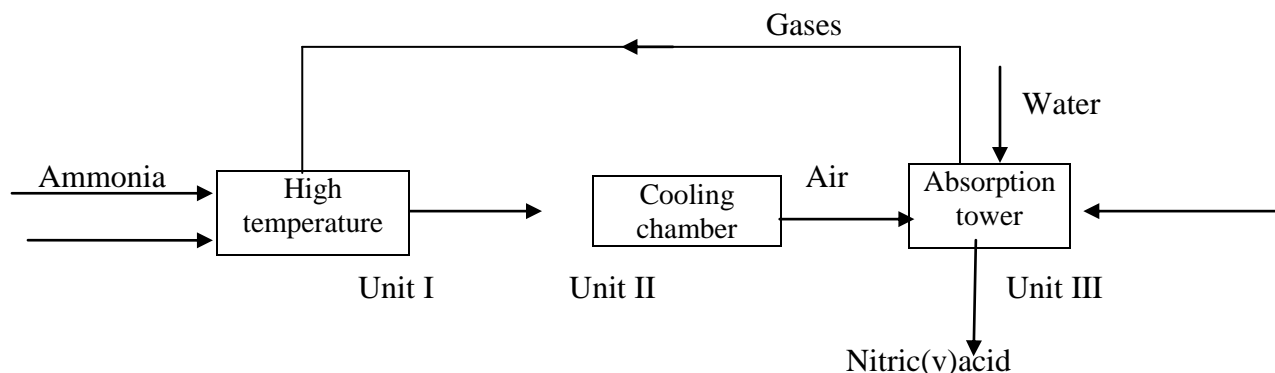 Gases
Water
Ammonia
High
temperature
Cooling
chamber
Air
Absorption
tower
Unit I
Unit II
Unit III
Nitric(v)acid